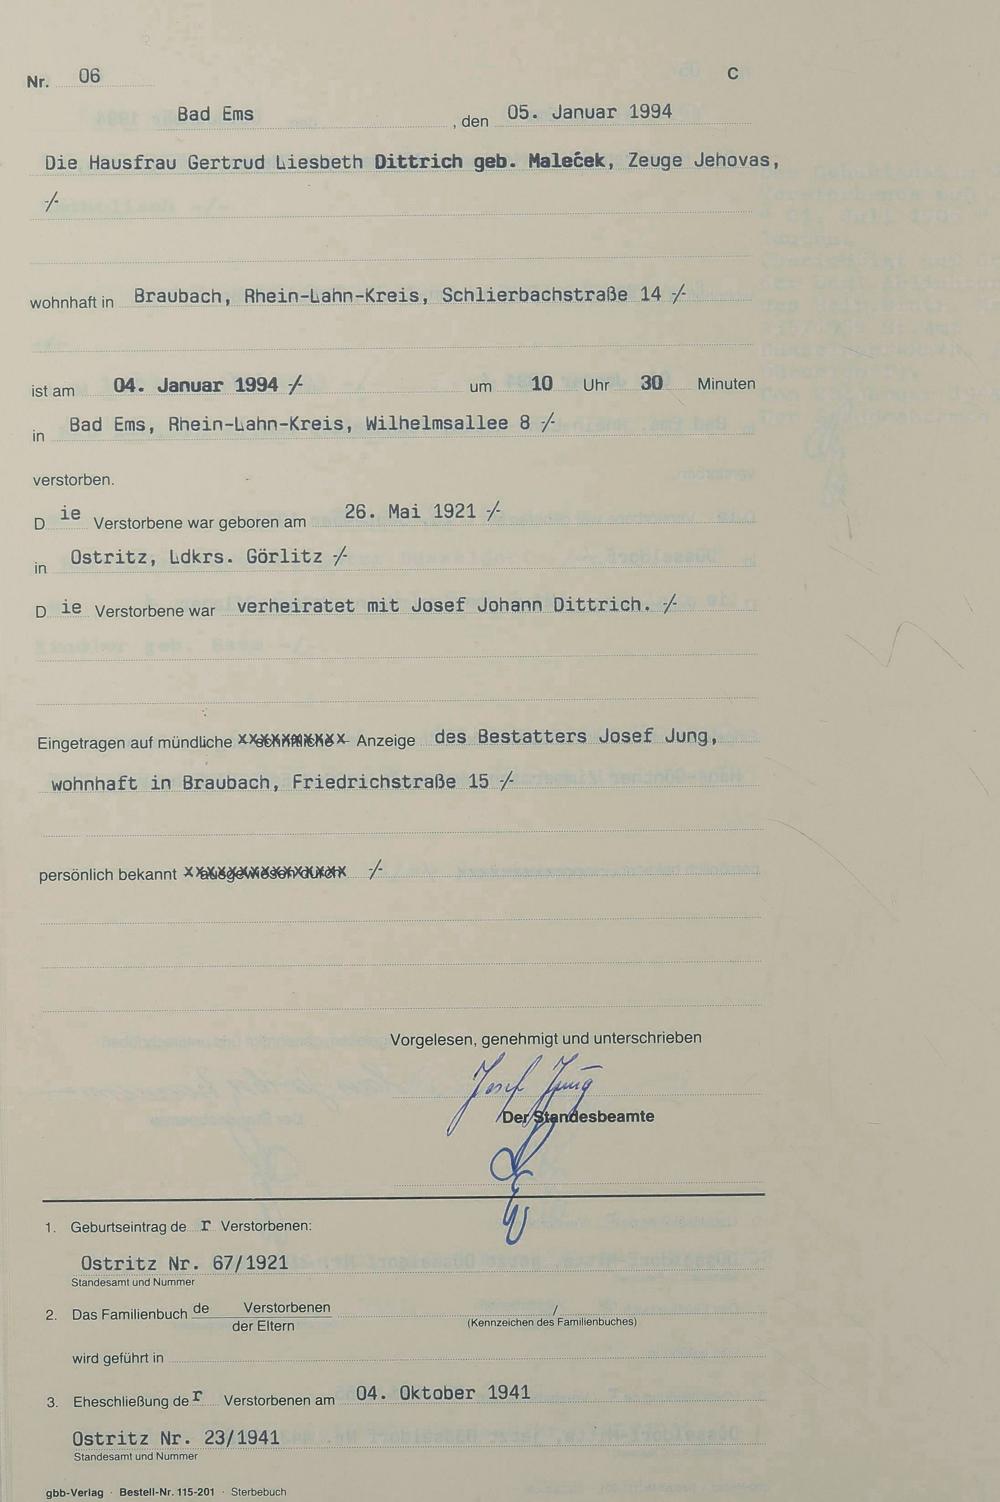 Nr. 06 C
Bad Ems , den 05. Januar 1994
Die Hausfrau Gertrud Liesbeth Dittrich geb. Maleček, Zeuge Jehovas,
-/-
wohnhaft in Braubach, Rhein-Lahn-Kreis, Schlierbachstraße 14 -/-
ist am 04. Januar 1994 -/- um 10 Uhr 30 Minuten
in Bad Ems, Rhein-Lahn-Kreis, Wilhelmsallee 8 -/-
verstorben.
Die Verstorbene war geboren am 26. Mai 1921 -/-
in Ostritz, Ldkrs. Görlitz -/-
Die Verstorbene war verheiratet mit Josef Johann Dittrich. -/-
Eingetragen auf mündliche schriftliche Anzeige des Bestatters Josef Jung,
wohnhaft in Braubach, Friedrichstraße 15 -/-
persönlich bekannt ausgewiesen durch -/-
Vorgelesen, genehmigt und unterschrieben
Josef Jung
Der Standesbeamte
1. Geburtseintrag der Verstorbenen:
Ostritz Nr. 67/1921
Standesamt und Nummer
2. Das Familienbuch de Verstorbenen /
der Eltern (Kennzeichen des Familienbuches)
wird geführt in
3. Eheschließung der Verstorbenen am 04. Oktober 1941
Ostritz Nr. 23/1941
Standesamt und Nummer
gbb-Verlag · Bestell-Nr. 115-201 · Sterbebuch